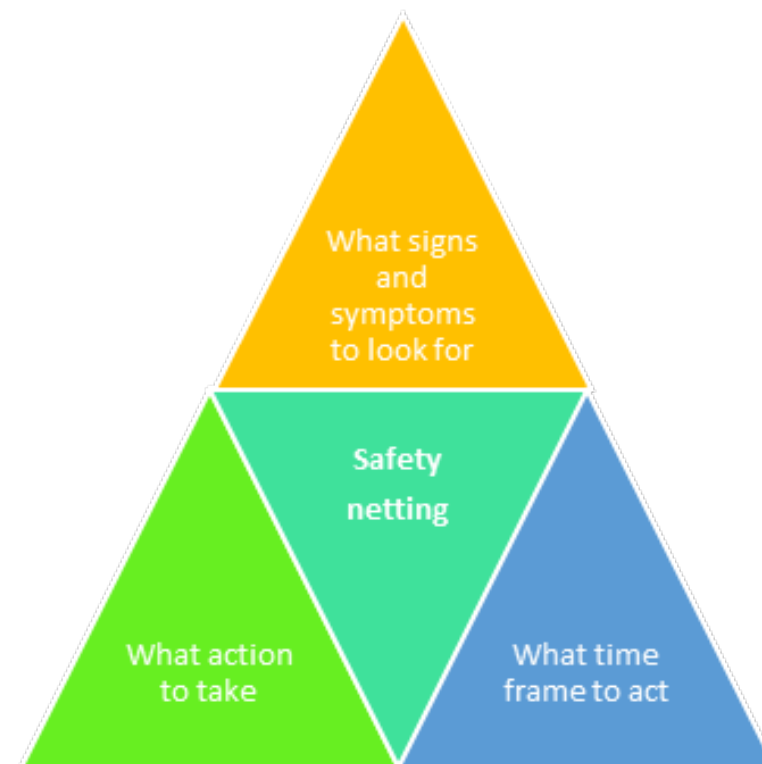 What signs
and
symptoms
to look for
Safety
netting
What action
to take
What time
frame to act